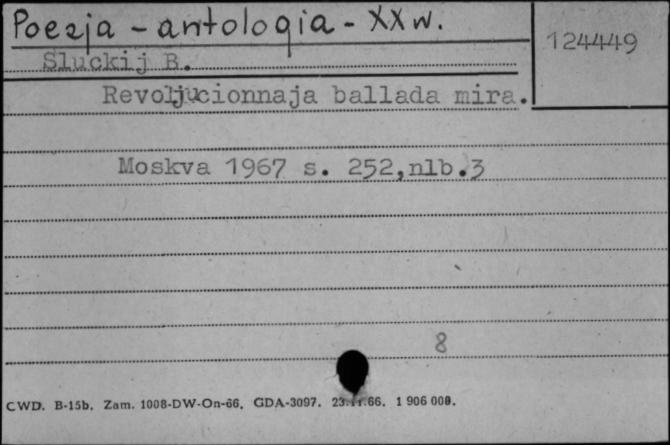 Poezja - antologia - XX w.
124449
Sluckij B.
Revoljucionnaja ballada mira.
Moskva 1967 s. 252,nlb.3
8
CWD. B-15b. Zam. 1008-DW-On-66. GDA-3097. 23.11.66. 1 906 000.